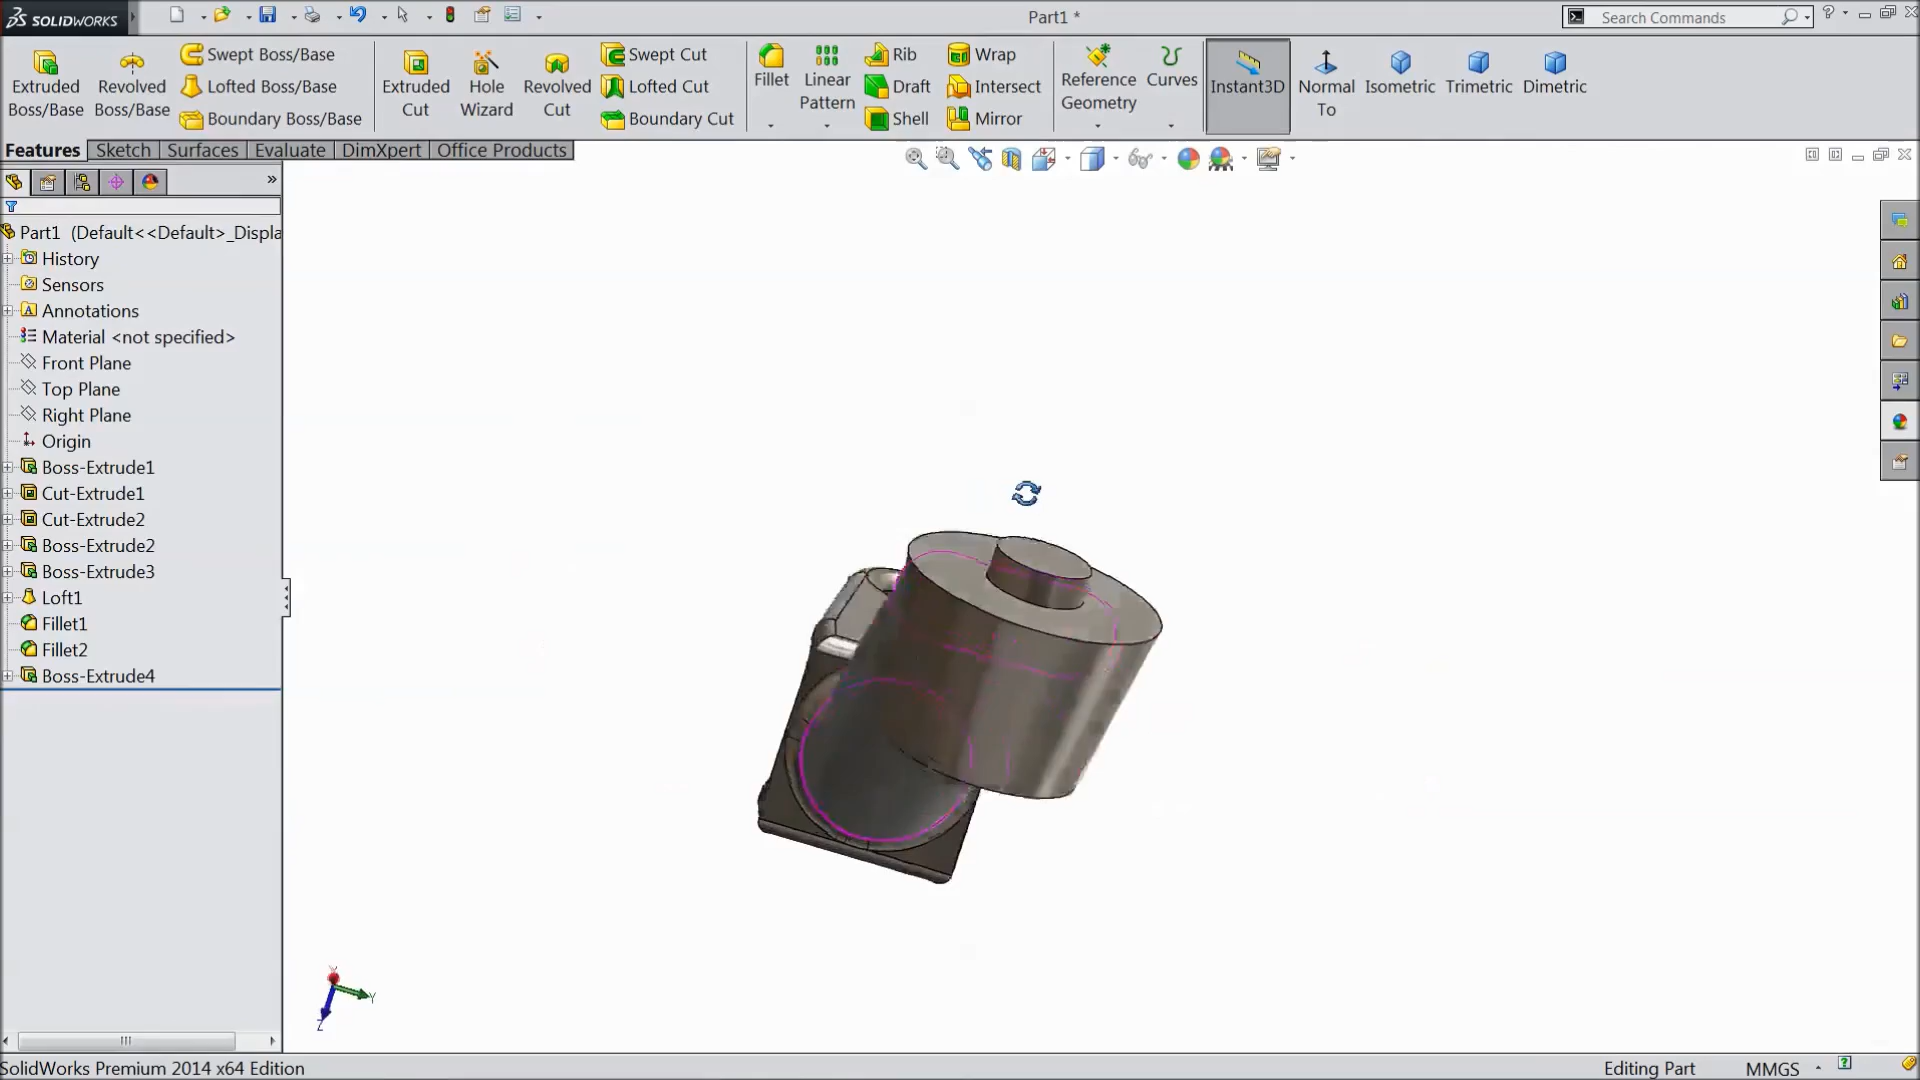 SOLIDWORKS
Part1 *
Search Commands
Extruded Boss/Base
Revolved Boss/Base
Swept Boss/Base
Lofted Boss/Base
Boundary Boss/Base
Extruded Cut
Hole Wizard
Revolved Cut
Swept Cut
Lofted Cut
Boundary Cut
Fillet
Linear Pattern
Rib
Draft
Shell
Wrap
Intersect
Mirror
Reference Geometry
Curves
Instant3D
Normal To
Isometric
Trimetric
Dimetric
Features
Sketch
Surfaces
Evaluate
DimXpert
Office Products
Part1 (Default<<Default>_Displa
History
Sensors
Annotations
Material <not specified>
Front Plane
Top Plane
Right Plane
Origin
Boss-Extrude1
Cut-Extrude1
Cut-Extrude2
Boss-Extrude2
Boss-Extrude3
Loft1
Fillet1
Fillet2
Boss-Extrude4
Y
Z
SolidWorks Premium 2014 x64 Edition
Editing Part
MMGS